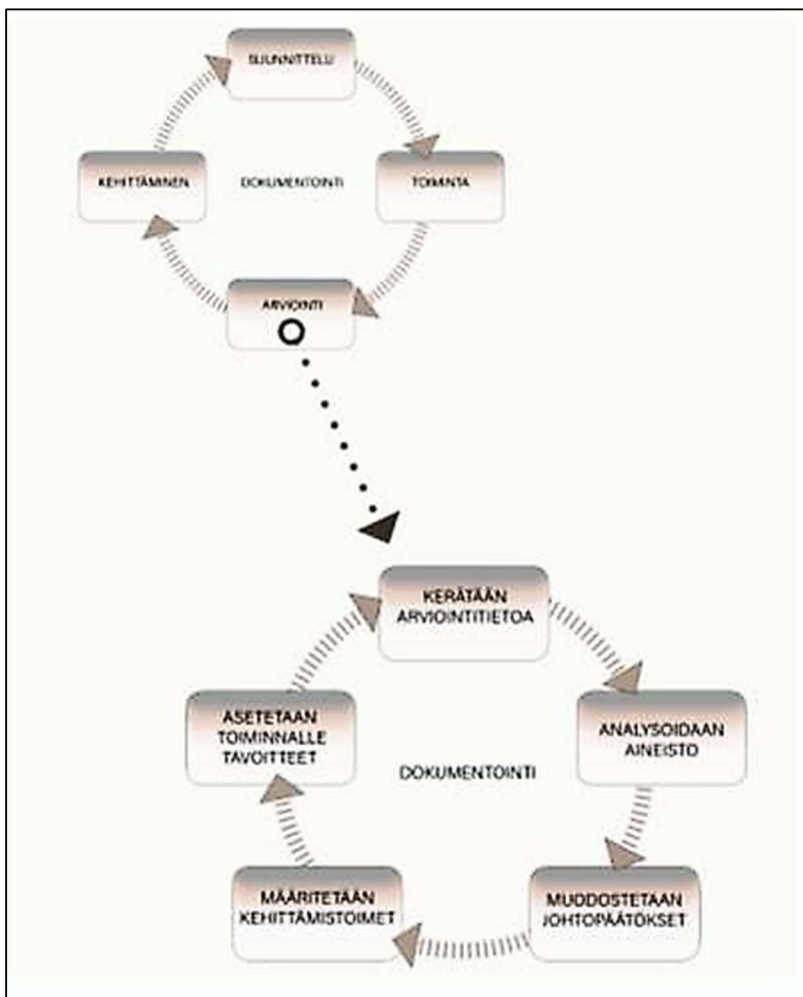 SUUNNITTELU
KEHITTÄMINEN
DOKUMENTOINTI
TOIMINTA
ARVIOINTI
KERÄTÄÄN
ARVIOINTITIETOA
ANALYSOIDAAN
AINEISTO
MUODOSTETAAN
JOHTOPÄÄTÖKSET
MÄÄRITETÄÄN
KEHITTÄMISTOIMET
ASETETAAN
TOIMINNALLE
TAVOITTEET
DOKUMENTOINTI